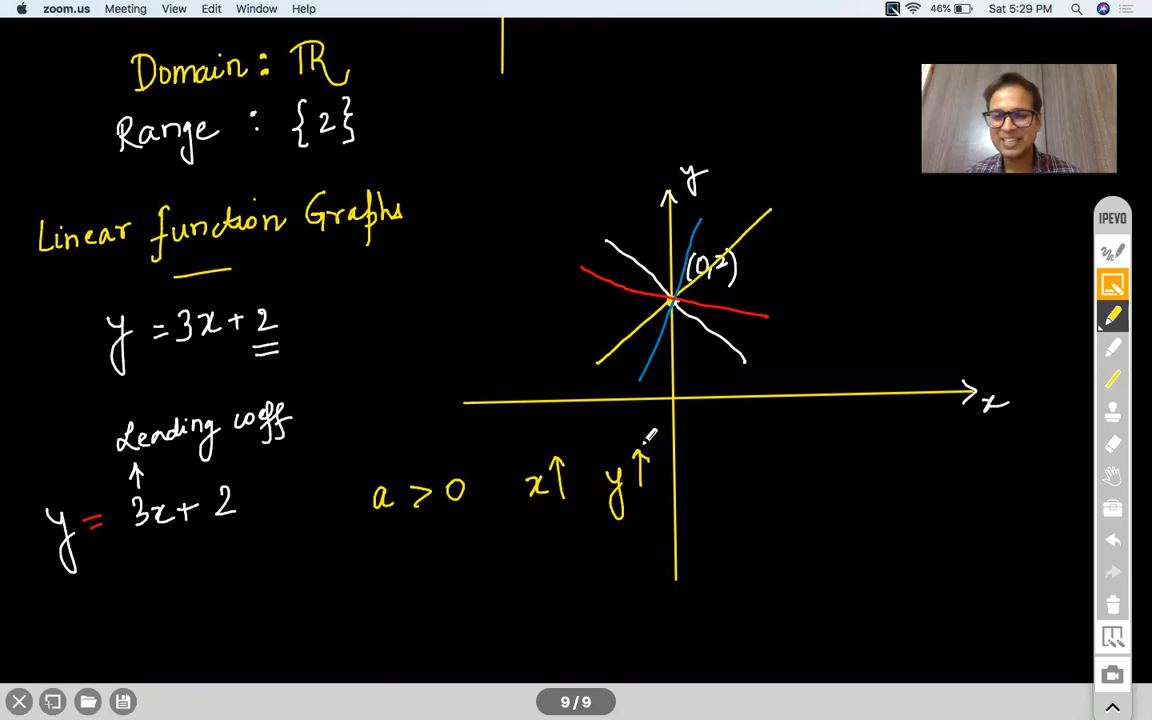 zoom.us Meeting View Edit Window Help 46% Sat 5:29 PM
Domain : ℝ
Range : {2}
Linear function Graphs
y = 3x + 2
Leading coeff
↑
y = 3x + 2
a > 0 x↑ y↑
y
(0,2)
x
IPEVO
9 / 9